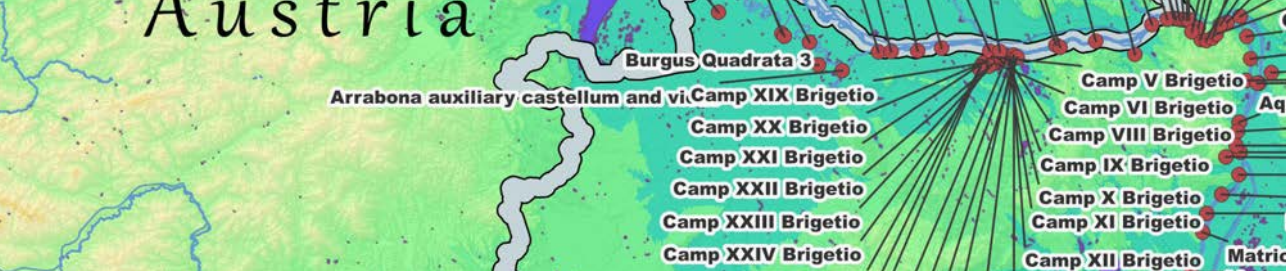 Austria
Burgus Quadrata 3
Arrabona auxiliary castellum and vi
Camp XIX Brigetio
Camp XX Brigetio
Camp XXI Brigetio
Camp XXII Brigetio
Camp XXIII Brigetio
Camp XXIV Brigetio
Camp V Brigetio
Aq
Camp VI Brigetio
Camp VIII Brigetio
Camp IX Brigetio
Camp X Brigetio
Camp XI Brigetio
Camp XII Brigetio
Matri